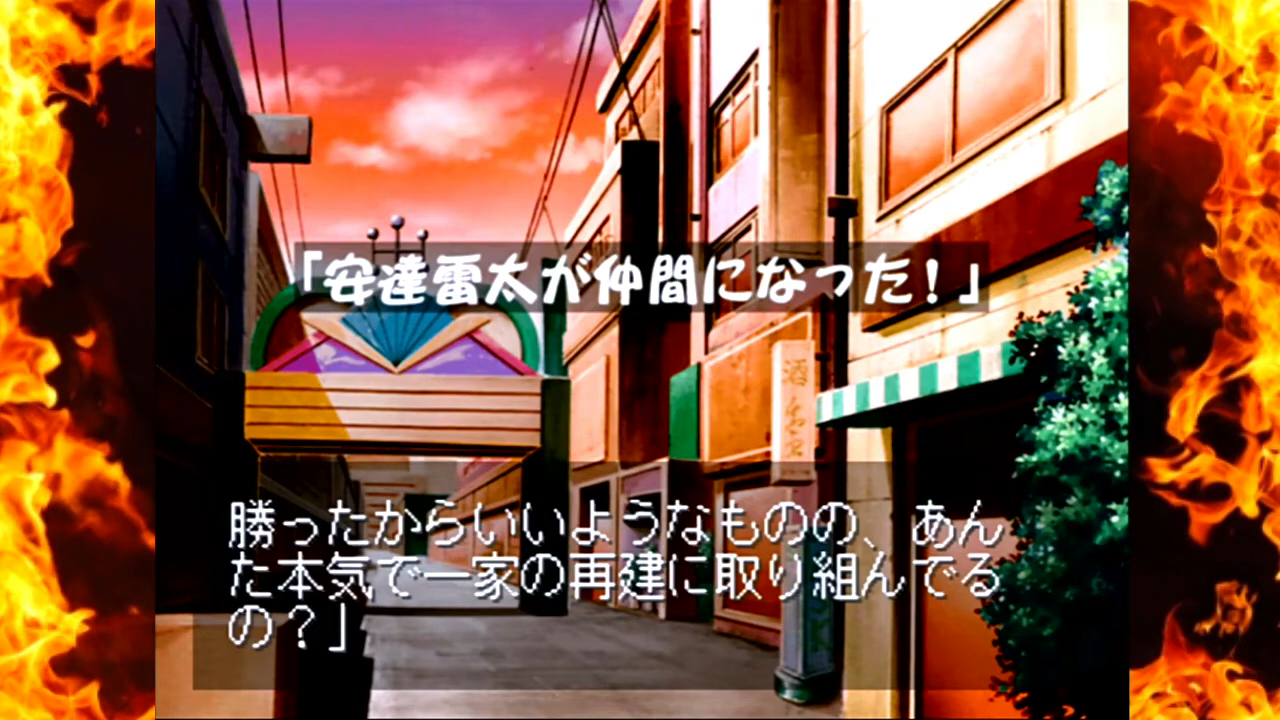 「安達雷太が仲間になった！」
勝ったからいいようなものの、あん
た本気で一家の再建に取り組んでる
の？」